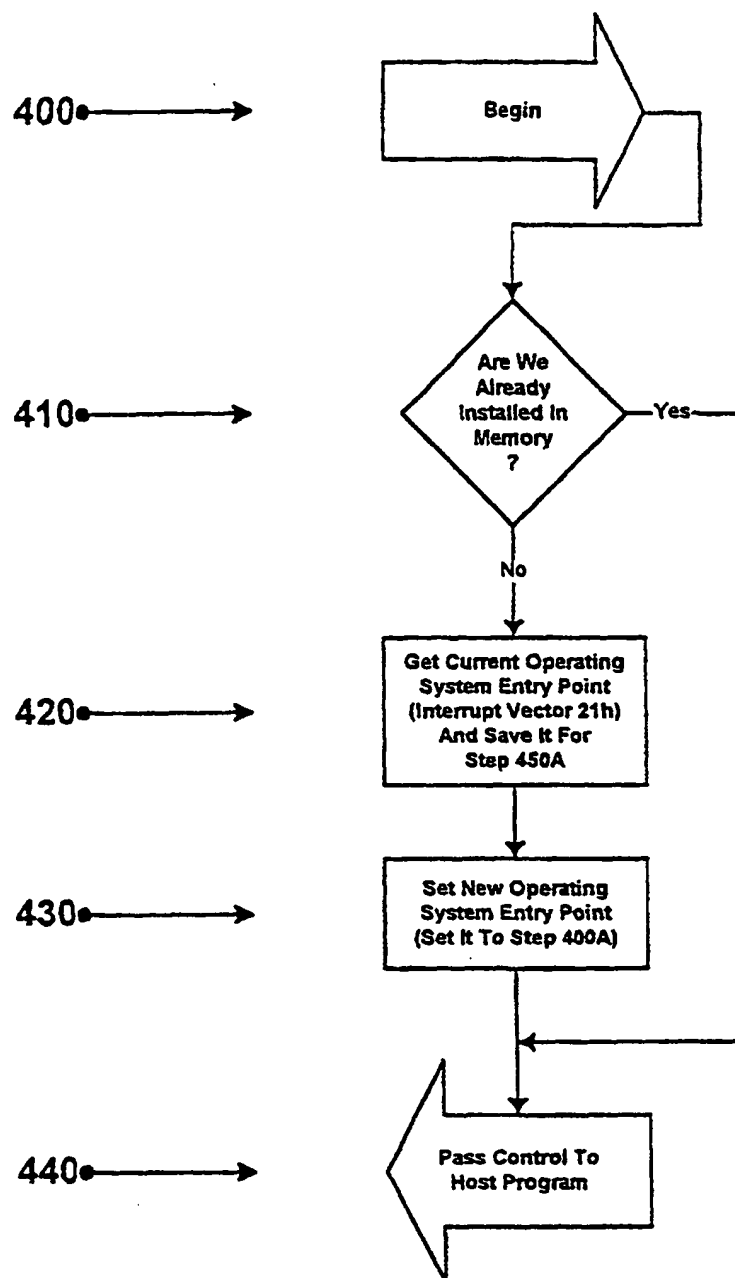 400
Begin
410
Are We
Already
Installed In
Memory
?
Yes
No
420
Get Current Operating
System Entry Point
(Interrupt Vector 21h)
And Save It For
Step 450A
430
Set New Operating
System Entry Point
(Set It To Step 400A)
440
Pass Control To
Host Program